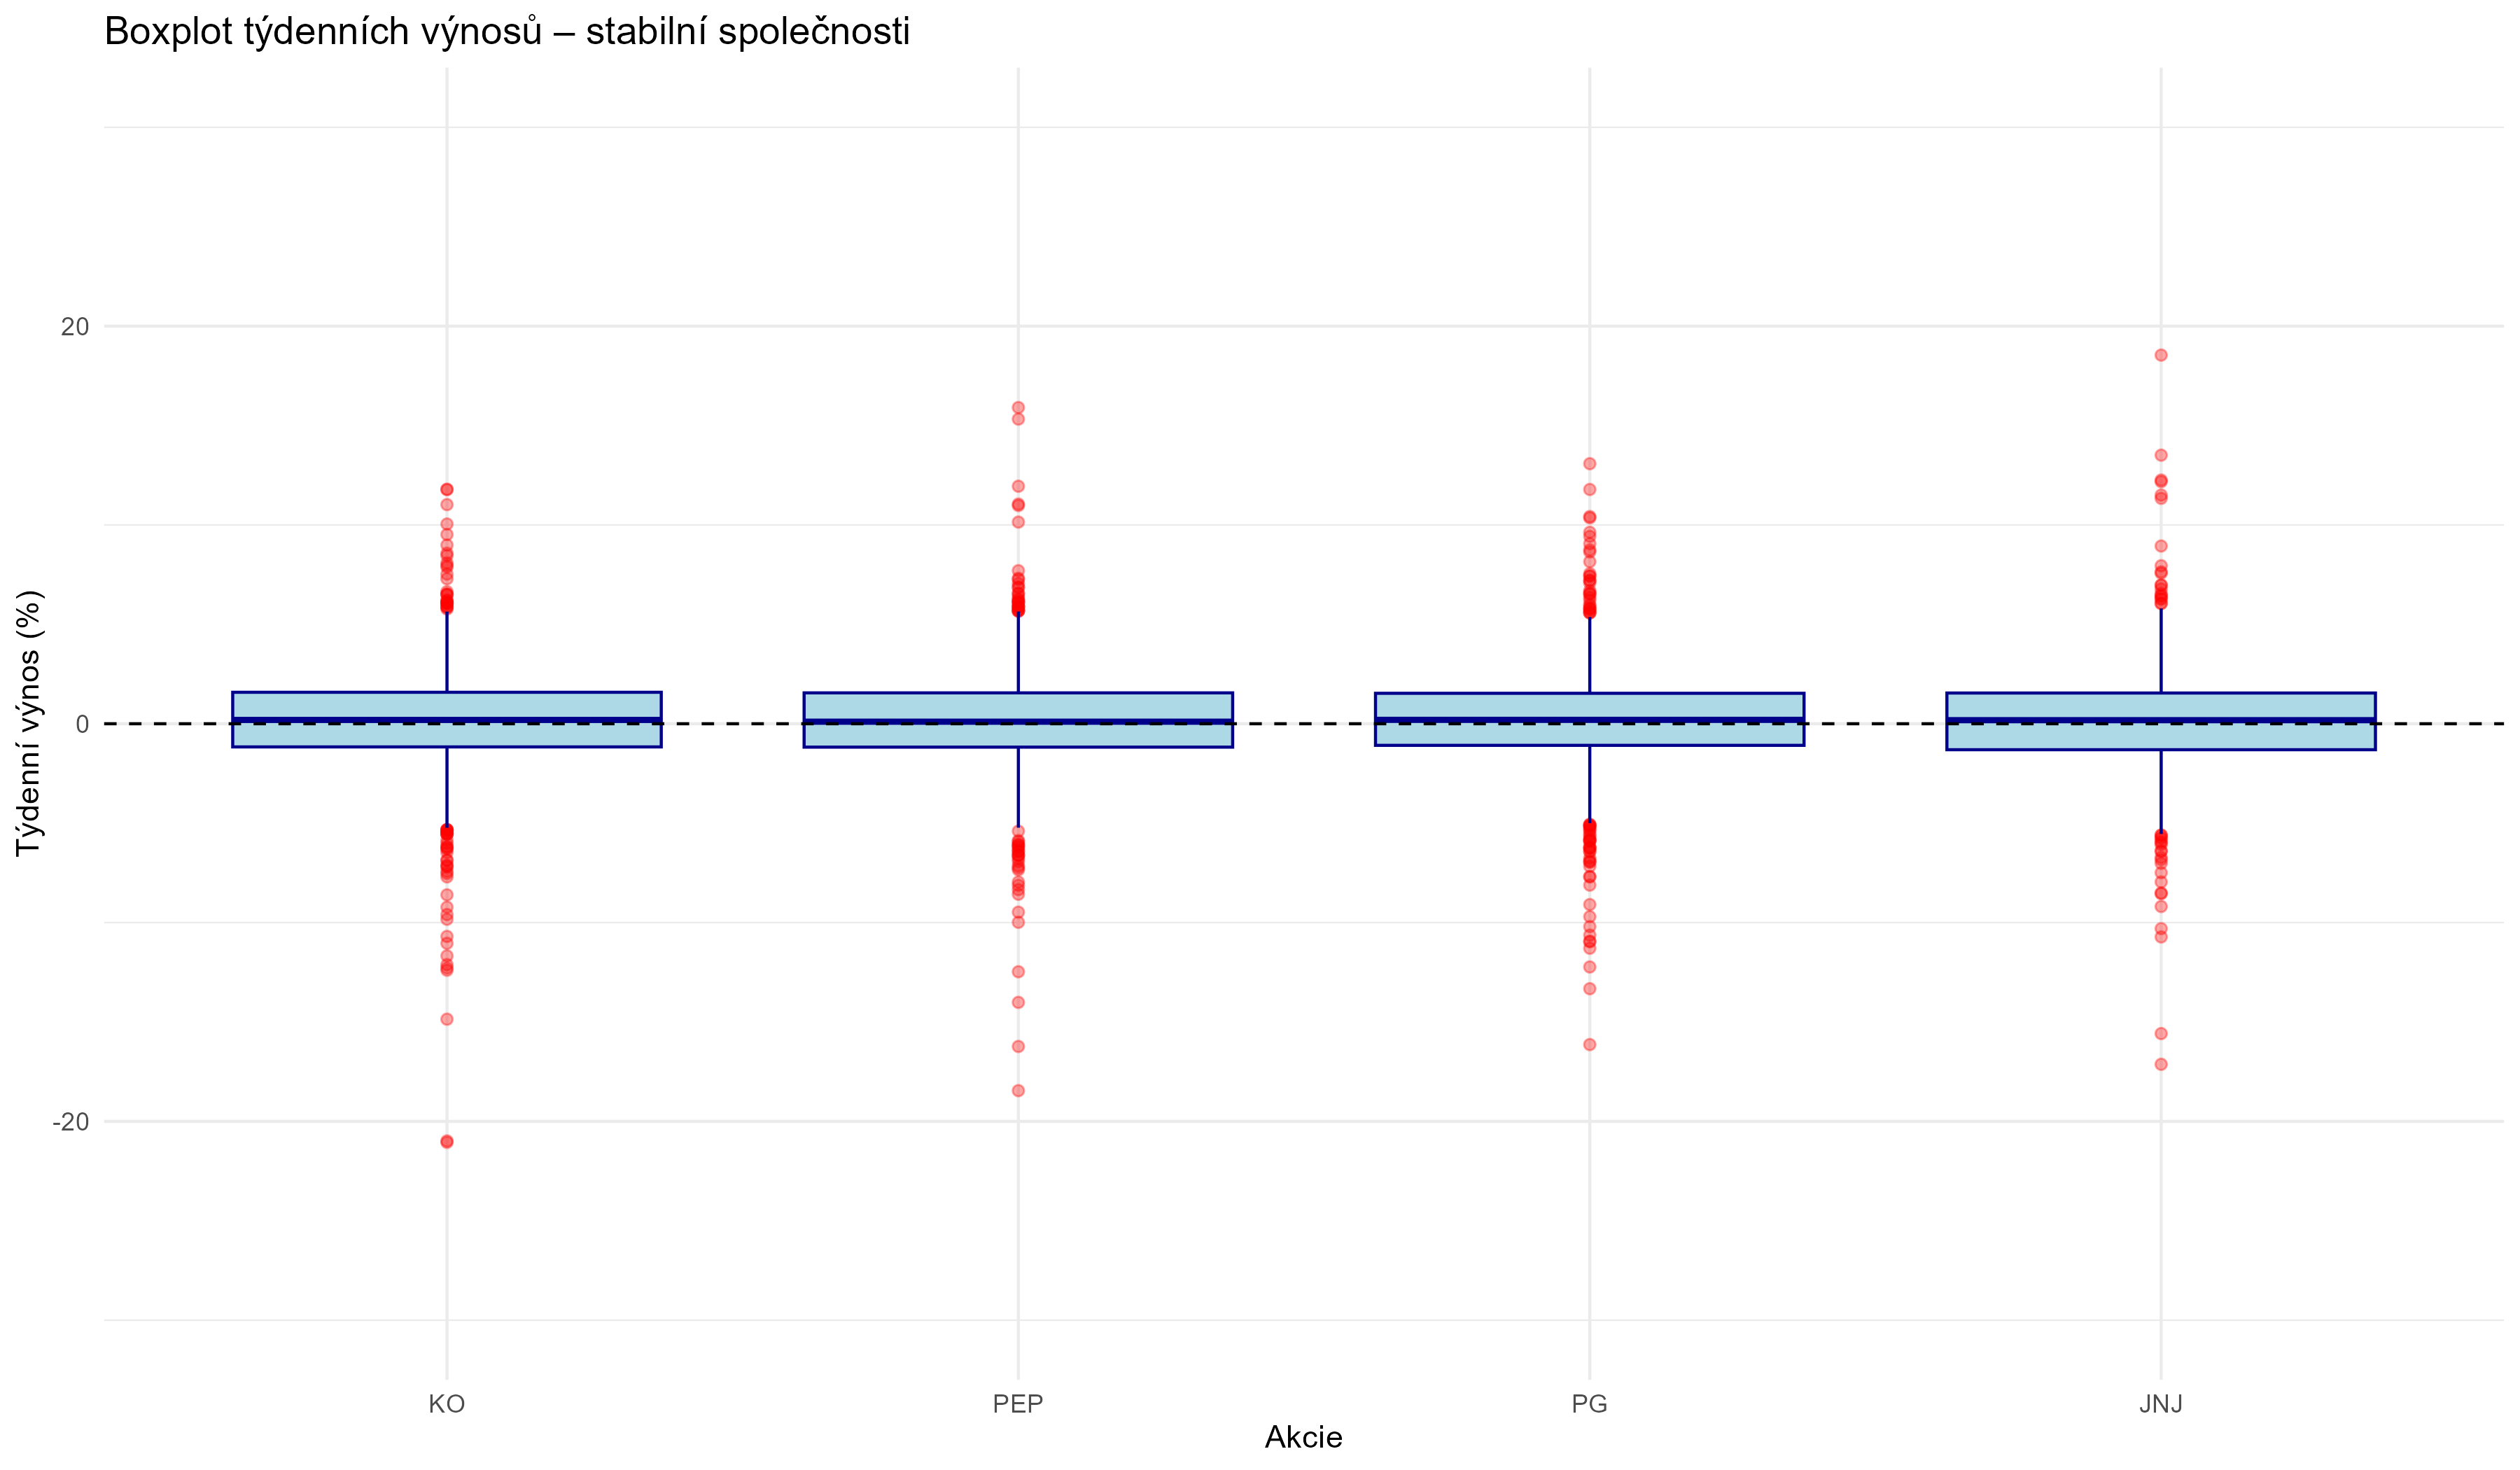 Boxplot týdenních výnosů – stabilní společnosti
Týdenní výnos (%)
20
0
-20
KO
PEP
PG
JNJ
Akcie